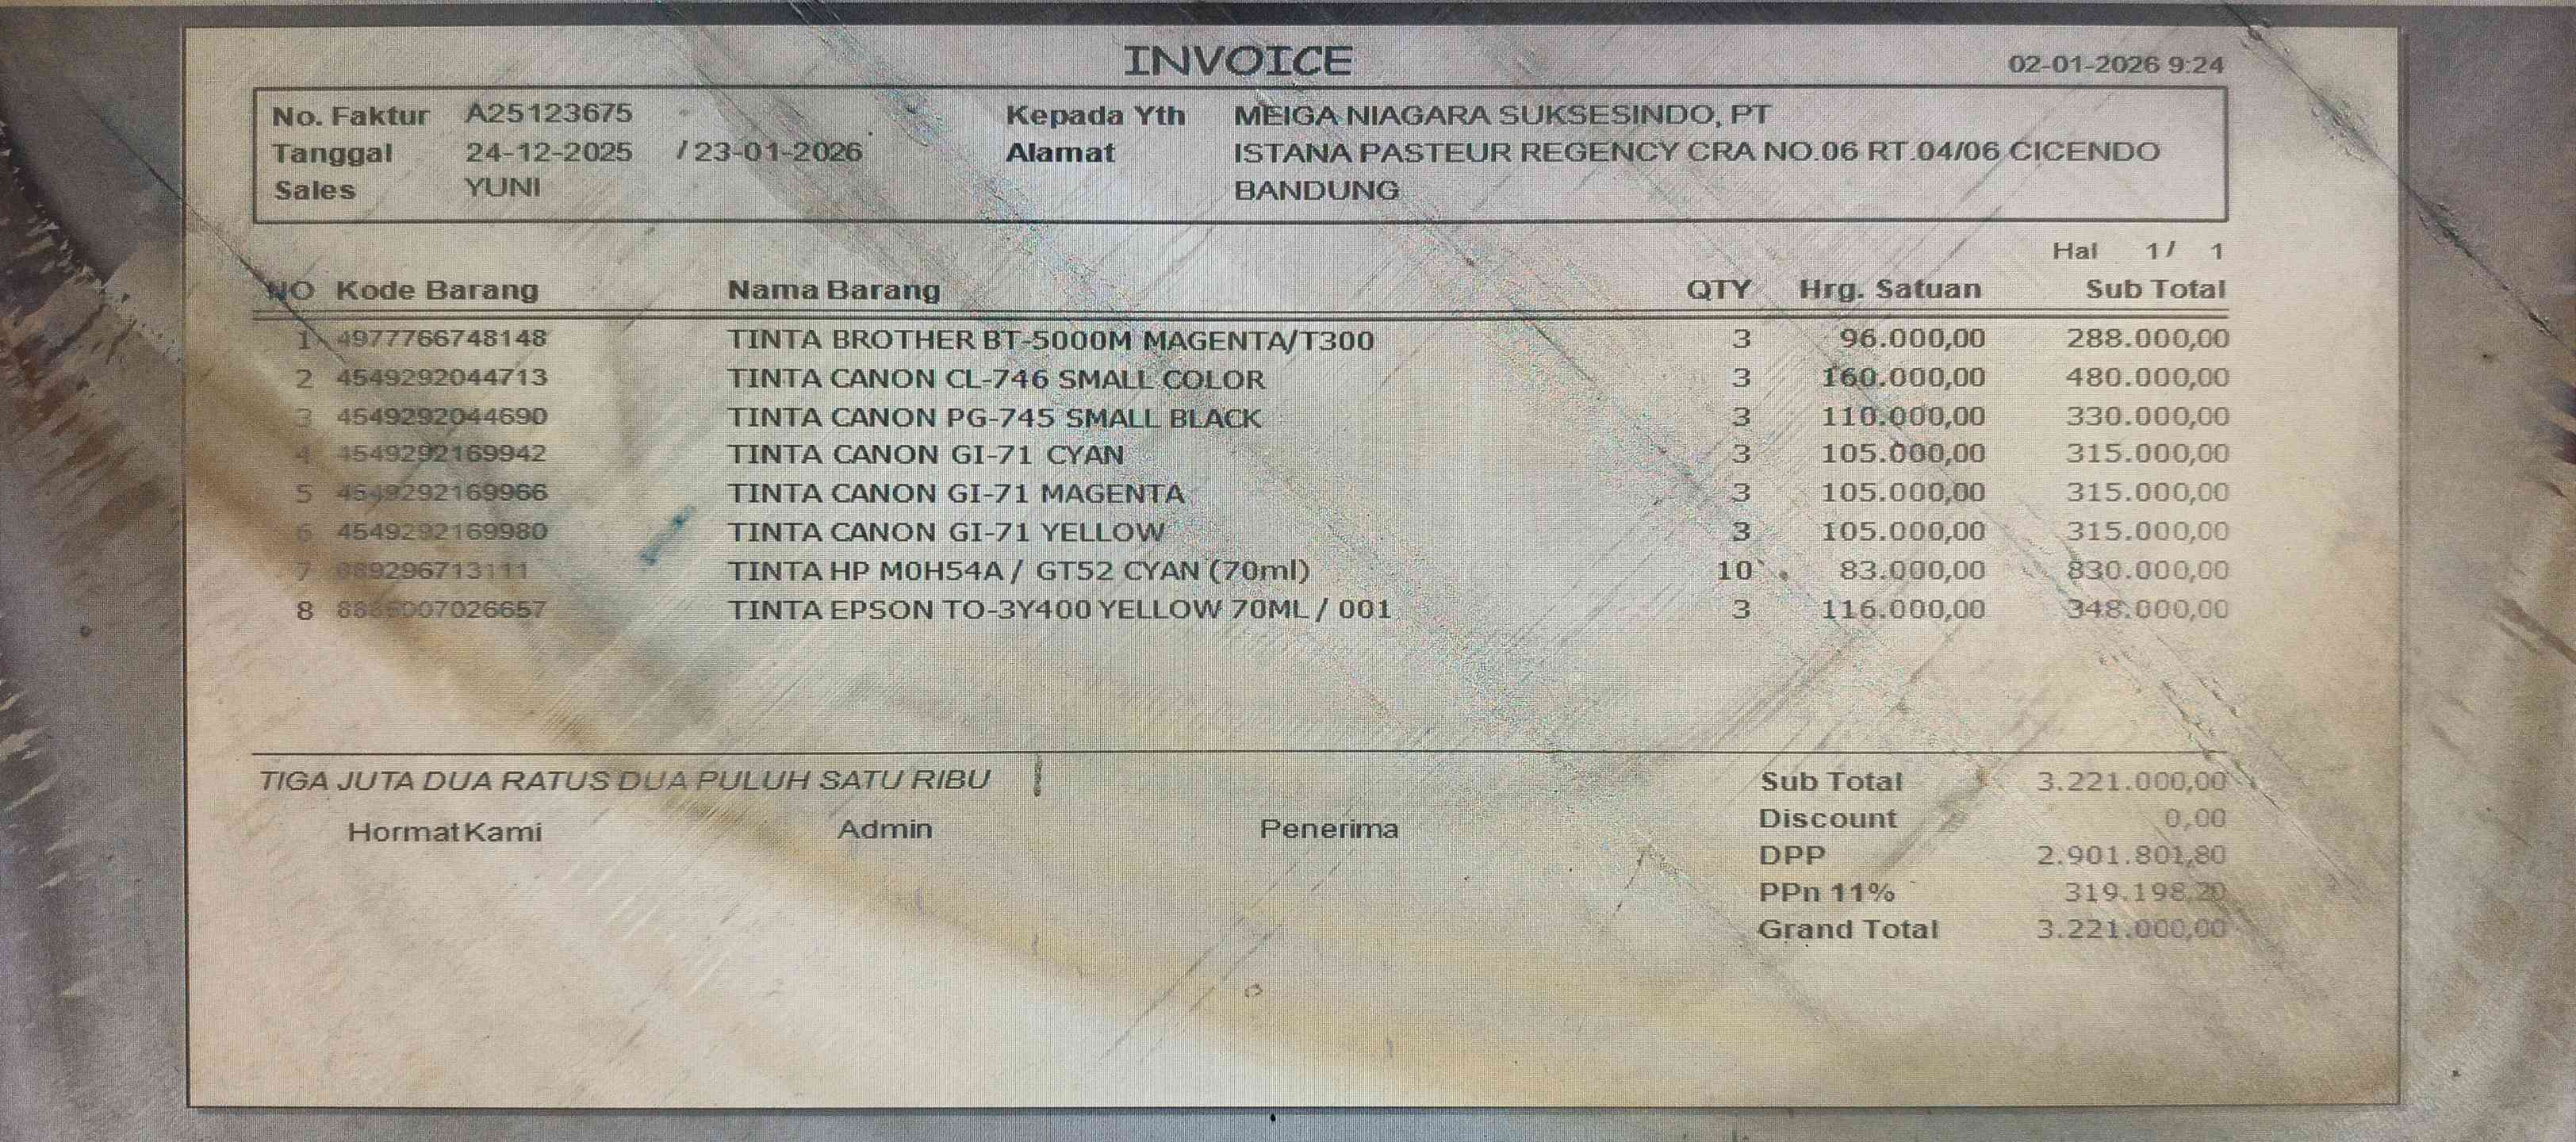 INVOICE
02-01-2026 9:24
No. Faktur A25123675 Kepada Yth MEIGA NIAGARA SUKSESINDO, PT
Tanggal 24-12-2025 / 23-01-2026 Alamat ISTANA PASTEUR REGENCY CRA NO.06 RT.04/06 CICENDO
Sales YUNI BANDUNG
Hal 1 / 1
NO Kode Barang Nama Barang QTY Hrg. Satuan Sub Total
1 4977766748148 TINTA BROTHER BT-5000M MAGENTA/T300 3 96.000,00 288.000,00
2 4549292044713 TINTA CANON CL-746 SMALL COLOR 3 160.000,00 480.000,00
3 4549292044690 TINTA CANON PG-745 SMALL BLACK 3 110.000,00 330.000,00
4 4549292169942 TINTA CANON GI-71 CYAN 3 105.000,00 315.000,00
5 4549292169966 TINTA CANON GI-71 MAGENTA 3 105.000,00 315.000,00
6 4549292169980 TINTA CANON GI-71 YELLOW 3 105.000,00 315.000,00
7 TINTA HP M0H54A / GT52 CYAN (70ml) 10 83.000,00 830.000,00
8 TINTA EPSON TO-3Y400 YELLOW 70ML / 001 3 116.000,00 348.000,00
TIGA JUTA DUA RATUS DUA PULUH SATU RIBU Sub Total 3.221.000,00
Hormat Kami Admin Penerima Discount 0,00
DPP 2.901.801,80
PPn 11% 319.198,20
Grand Total 3.221.000,00